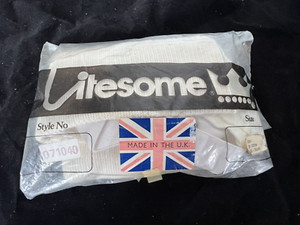 Litesome
Style No
Size
071040
MADE IN THE U.K